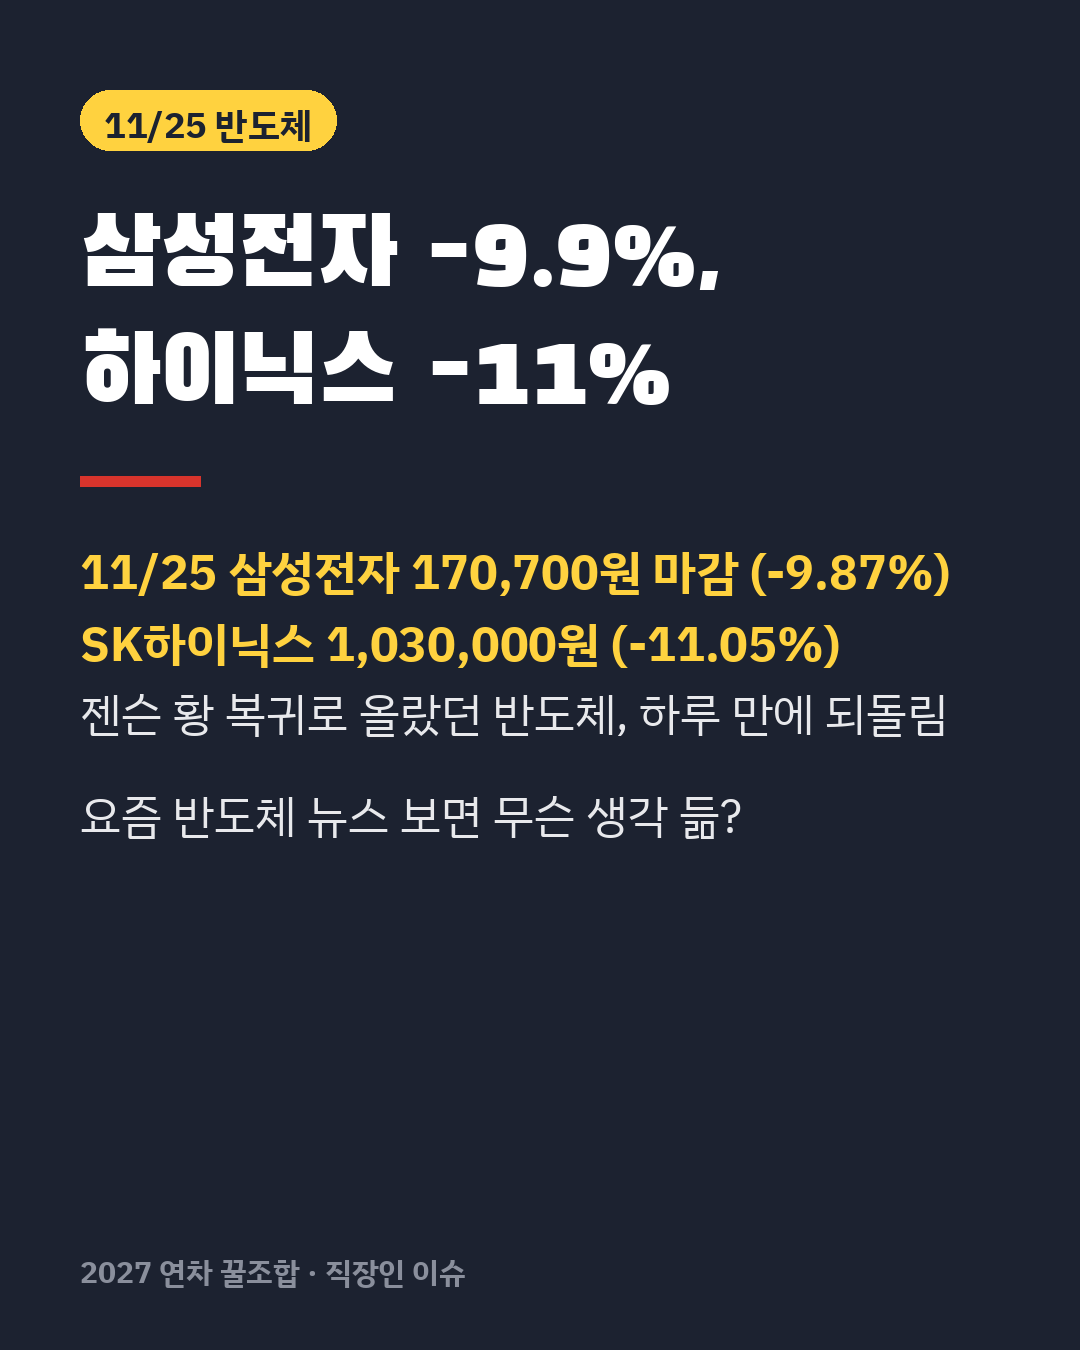 11/25 반도체
삼성전자 -9.9%,
하이닉스 -11%
11/25 삼성전자 170,700원 마감 (-9.87%)
SK하이닉스 1,030,000원 (-11.05%)
젠슨 황 복귀로 올랐던 반도체, 하루 만에 되돌림
요즘 반도체 뉴스 보면 무슨 생각 듦?
2027 연차 꿀조합 · 직장인 이슈